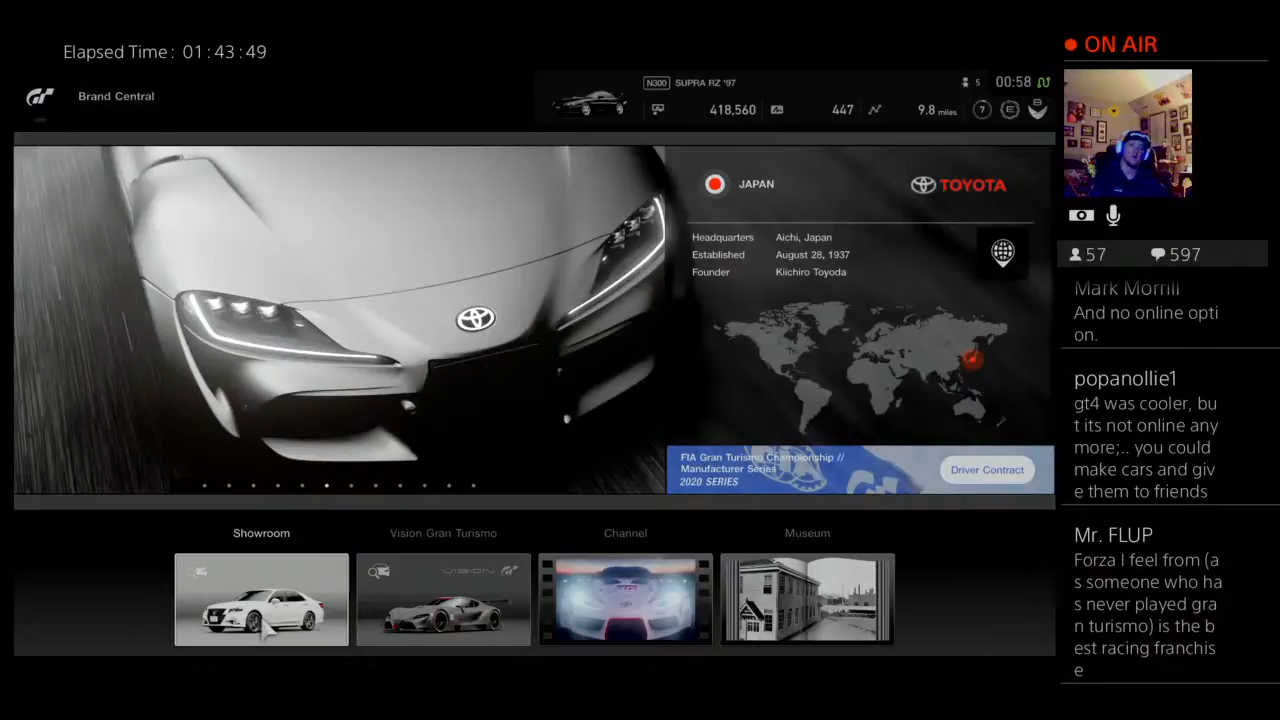 Elapsed Time: 01:43:49
ON AIR
Brand Central
N300 SUPRA RZ '97
5 00:58
418,560 447 9.8 miles 7 E B
JAPAN
TOYOTA
Headquarters Aichi, Japan
Established August 28, 1937
Founder Kiichiro Toyoda
FIA Gran Turismo Championship //
Manufacturer Series
2020 SERIES
Driver Contract
Showroom
Vision Gran Turismo
Channel
Museum
VISION GT
57 597
Mark Morrill
And no online opti
on.
popanollie1
gt4 was cooler, bu
t its not online any
more;.. you could
make cars and giv
e them to friends
Mr. FLUP
Forza I feel from (a
s someone who ha
s never played gra
n turismo) is the b
est racing franchis
e